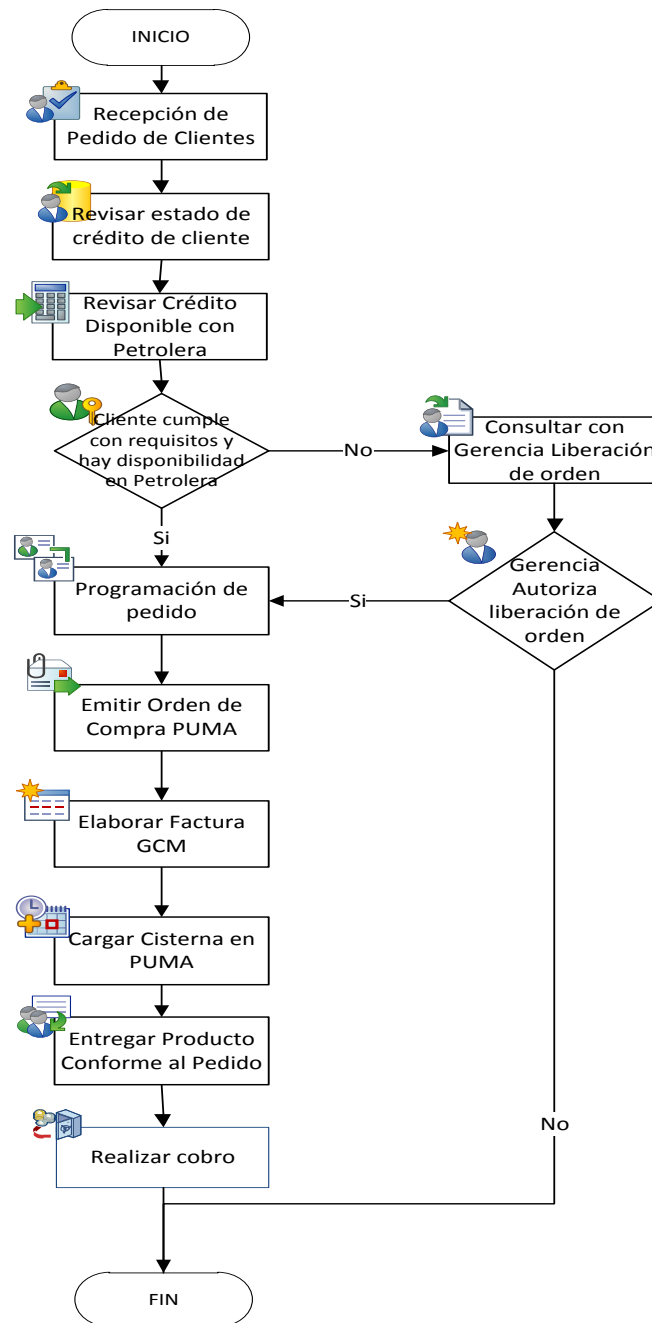 INICIO
Recepción de
Pedido de Clientes
Revisar estado de
crédito de cliente
Revisar Crédito
Disponible con
Petrolera
Cliente cumple
con requisitos y
hay disponibilidad
en Petrolera
No
Consultar con
Gerencia Liberación
de orden
Si
Gerencia
Autoriza
liberación de
orden
Si
Programación de
pedido
Emitir Orden de
Compra PUMA
Elaborar Factura
GCM
Cargar Cisterna en
PUMA
Entregar Producto
Conforme al Pedido
No
Realizar cobro
FIN